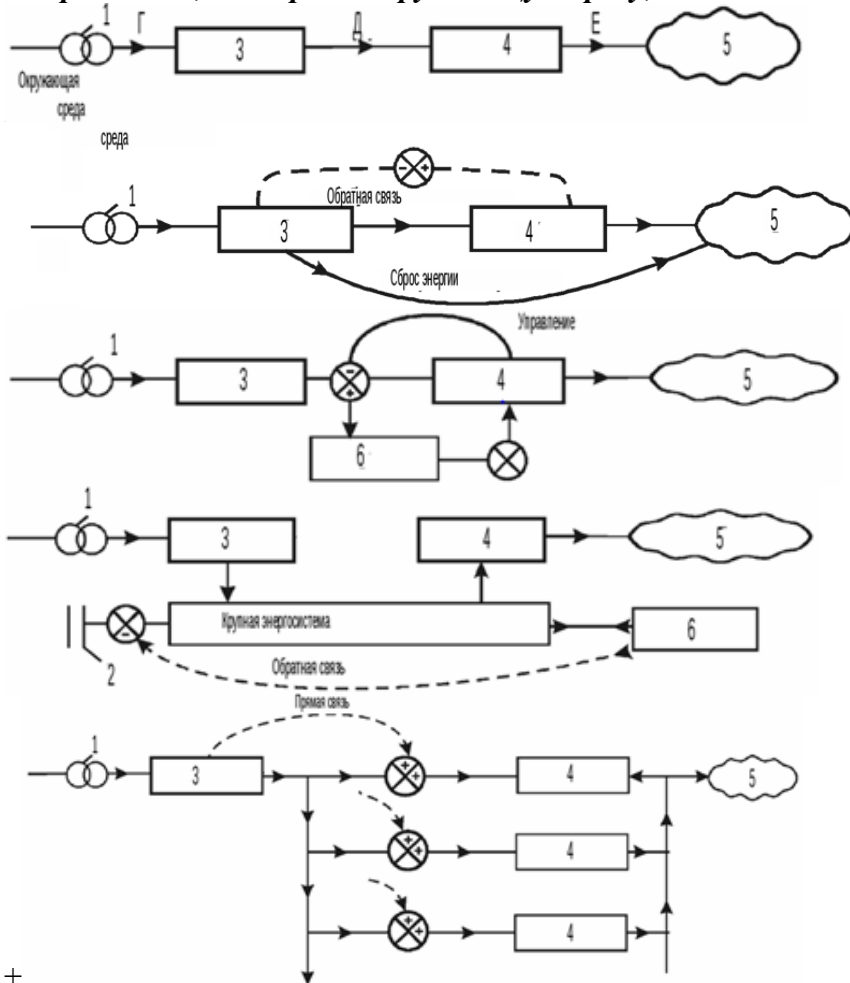 1 Г Д Е
3 4 5
Окружающая
среда
среда
1 Обратная связь
3 4 5
Сброс энергии
Управление
1
3 4 5
6
1
3 4 5
Крупная энергосистема
6
2 Обратная связь
Прямая связь
1
3 4 5
4
4
+